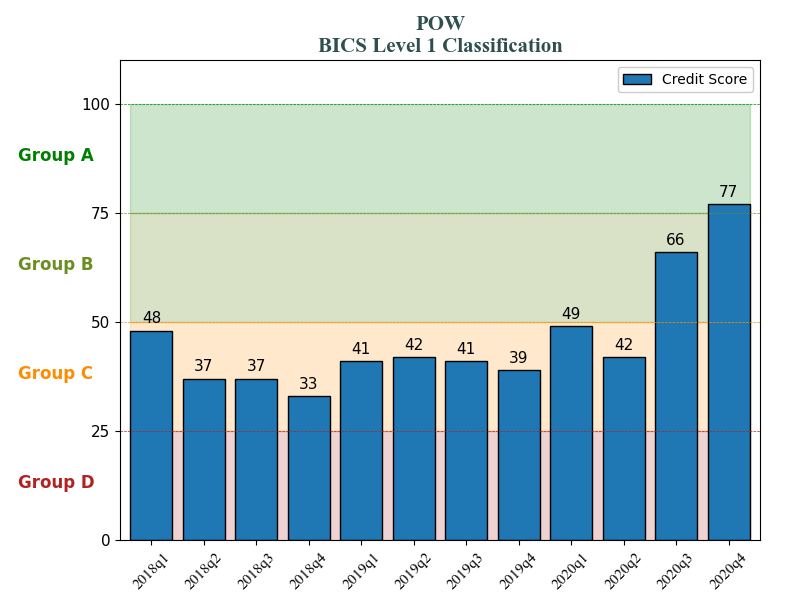 POW
BICS Level 1 Classification
Credit Score
100
Group A
75
Group B
50
Group C
25
Group D
0
48
37
37
33
41
42
41
39
49
42
66
77
2018q1
2018q2
2018q3
2018q4
2019q1
2019q2
2019q3
2019q4
2020q1
2020q2
2020q3
2020q4